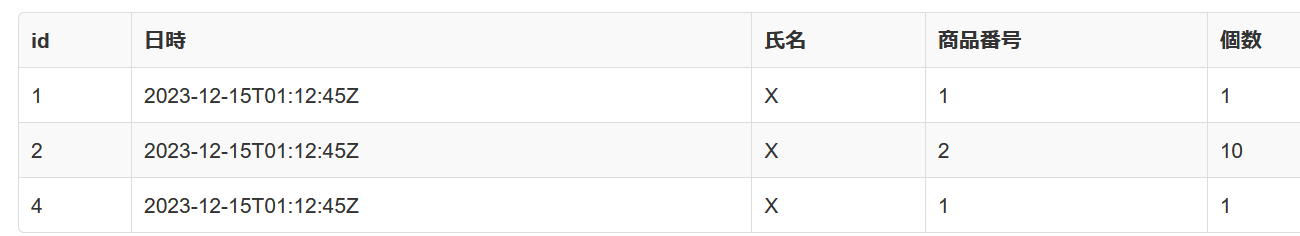 id 日時 氏名 商品番号 個数
1 2023-12-15T01:12:45Z X 1 1
2 2023-12-15T01:12:45Z X 2 10
4 2023-12-15T01:12:45Z X 1 1